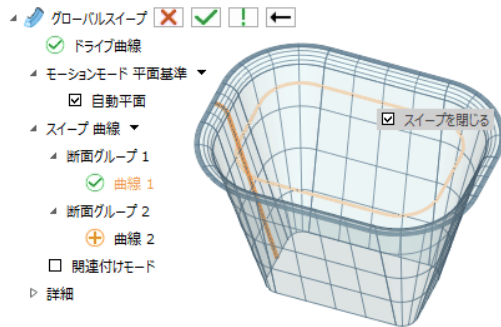 グローバルスイープ
ドライブ曲線
モーションモード 平面基準
自動平面
スイープを閉じる
スイープ 曲線
断面グループ 1
曲線 1
断面グループ 2
曲線 2
関連付けモード
詳細